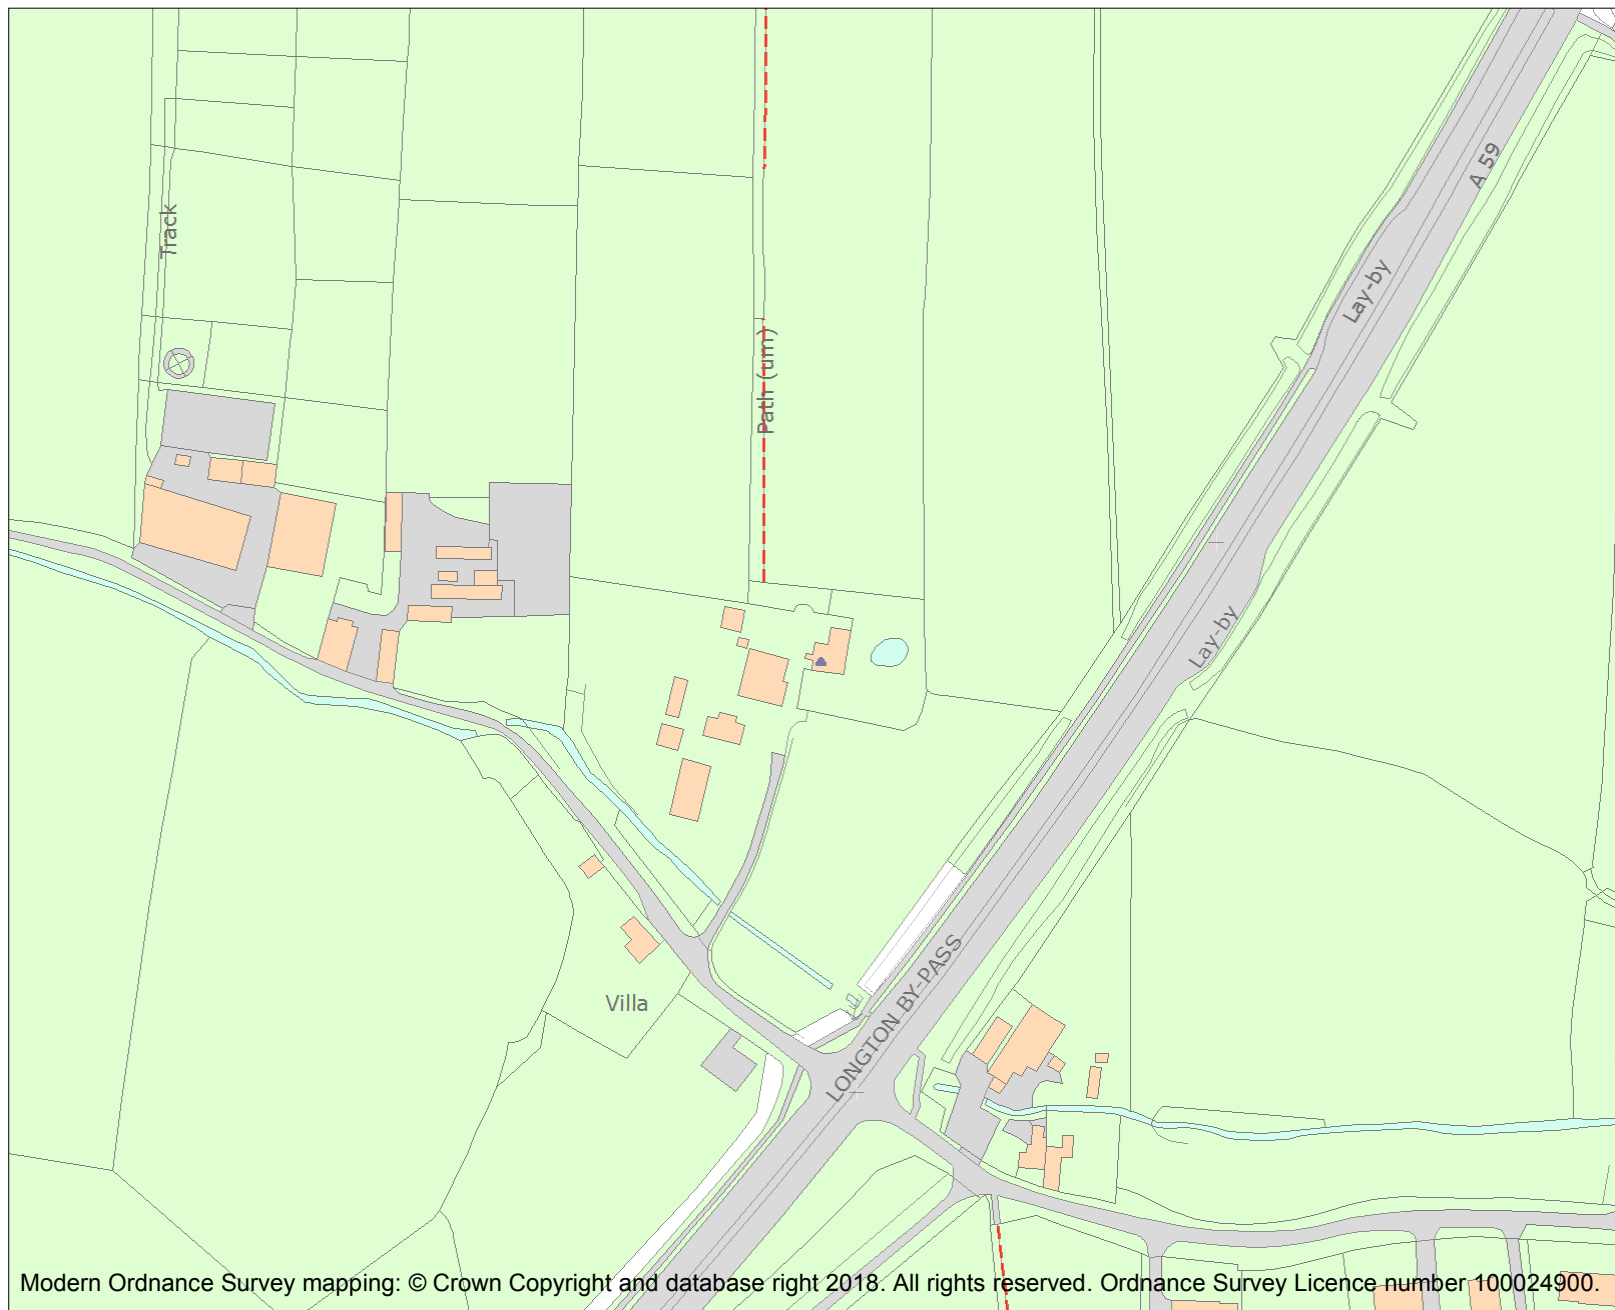 A 59
Track
Lay-by
Path (um)
Lay-by
LONGTON BY-PASS
Villa
Modern Ordnance Survey mapping: © Crown Copyright and database right 2018. All rights reserved. Ordnance Survey Licence number 100024900.